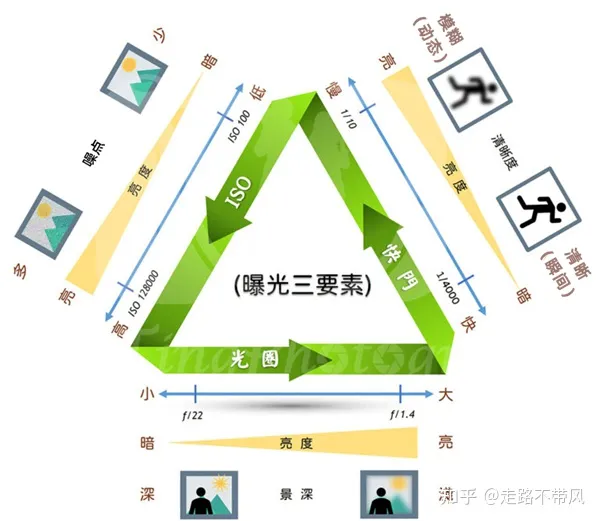 少
暗
低
慢
亮
模糊
(动态)
ISO 100
1/10
噪点
亮度
ISO
清晰度
亮度
快門
(曝光三要素)
多
亮
ISO 128000
高
1/4000
快
清晰
(瞬间)
暗
光圈
小
大
f/22
f/1.4
暗
亮度
亮
深
景深
知乎 @走路不带风